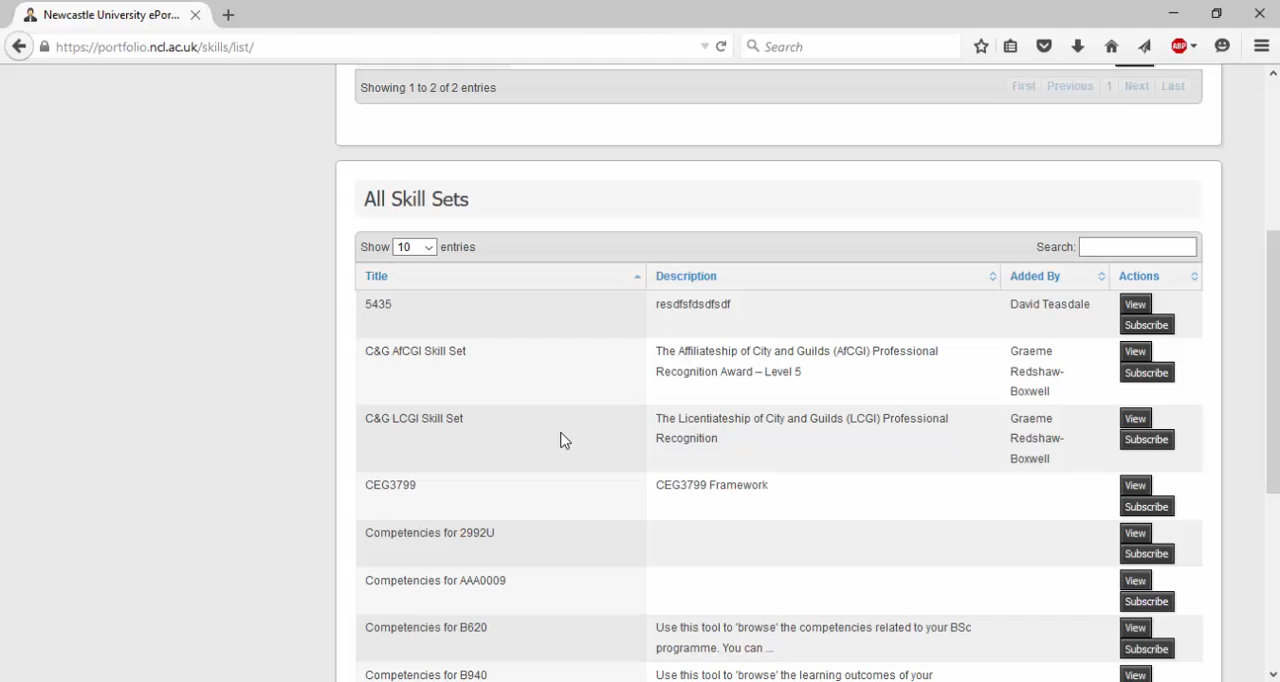 Newcastle University ePor...
https://portfolio.ncl.ac.uk/skills/list/
Search
ABP
Showing 1 to 2 of 2 entries
First Previous 1 Next Last
All Skill Sets
Show 10 entries
Search:
Title Description Added By Actions
5435 resdfsfdsdfsdf David Teasdale View
Subscribe
C&G AfCGI Skill Set The Affiliateship of City and Guilds (AfCGI) Professional Graeme View
Recognition Award – Level 5 Redshaw- Subscribe
Boxwell
C&G LCGI Skill Set The Licentiateship of City and Guilds (LCGI) Professional Graeme View
Recognition Redshaw- Subscribe
Boxwell
CEG3799 CEG3799 Framework View
Subscribe
Competencies for 2992U View
Subscribe
Competencies for AAA0009 View
Subscribe
Competencies for B620 Use this tool to 'browse' the competencies related to your BSc View
programme. You can ... Subscribe
Competencies for B940 Use this tool to 'browse' the learning outcomes of your View